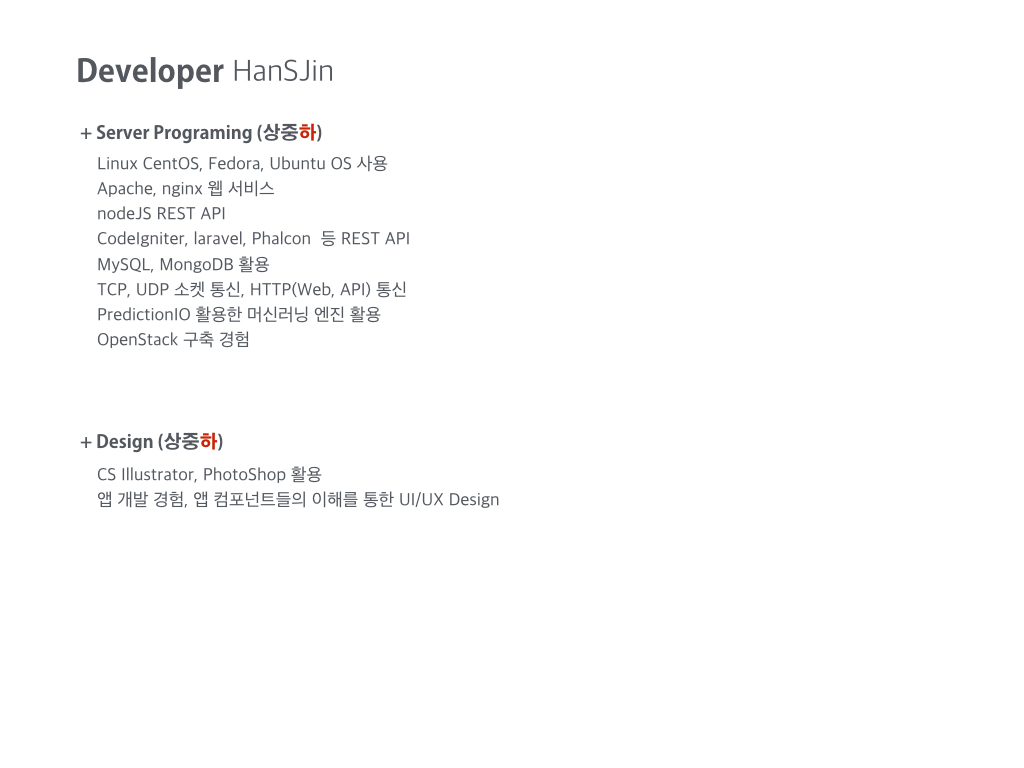 Developer HanSJin
+ Server Programing (상중하)
Linux CentOS, Fedora, Ubuntu OS 사용
Apache, nginx 웹 서비스
nodeJS REST API
CodeIgniter, laravel, Phalcon 등 REST API
MySQL, MongoDB 활용
TCP, UDP 소켓 통신, HTTP(Web, API) 통신
PredictionIO 활용한 머신러닝 엔진 활용
OpenStack 구축 경험
+ Design (상중하)
CS Illustrator, PhotoShop 활용
앱 개발 경험, 앱 컴포넌트들의 이해를 통한 UI/UX Design